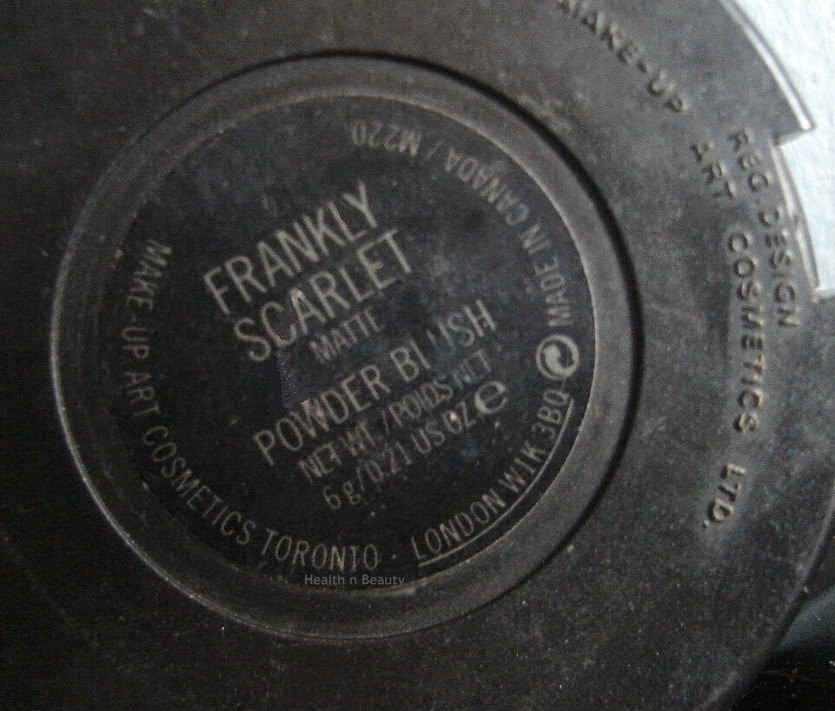 FRANKLY
SCARLET
MATTE
POWDER BLUSH
NET WT / POIDS NET
6 g/0.21 US OZ e
MAKE-UP ART COSMETICS TORONTO · LONDON W1K 3BQ
MADE IN CANADA / M220
MAKE-UP ART COSMETICS LTD.
REG DESIGN
Health n Beauty